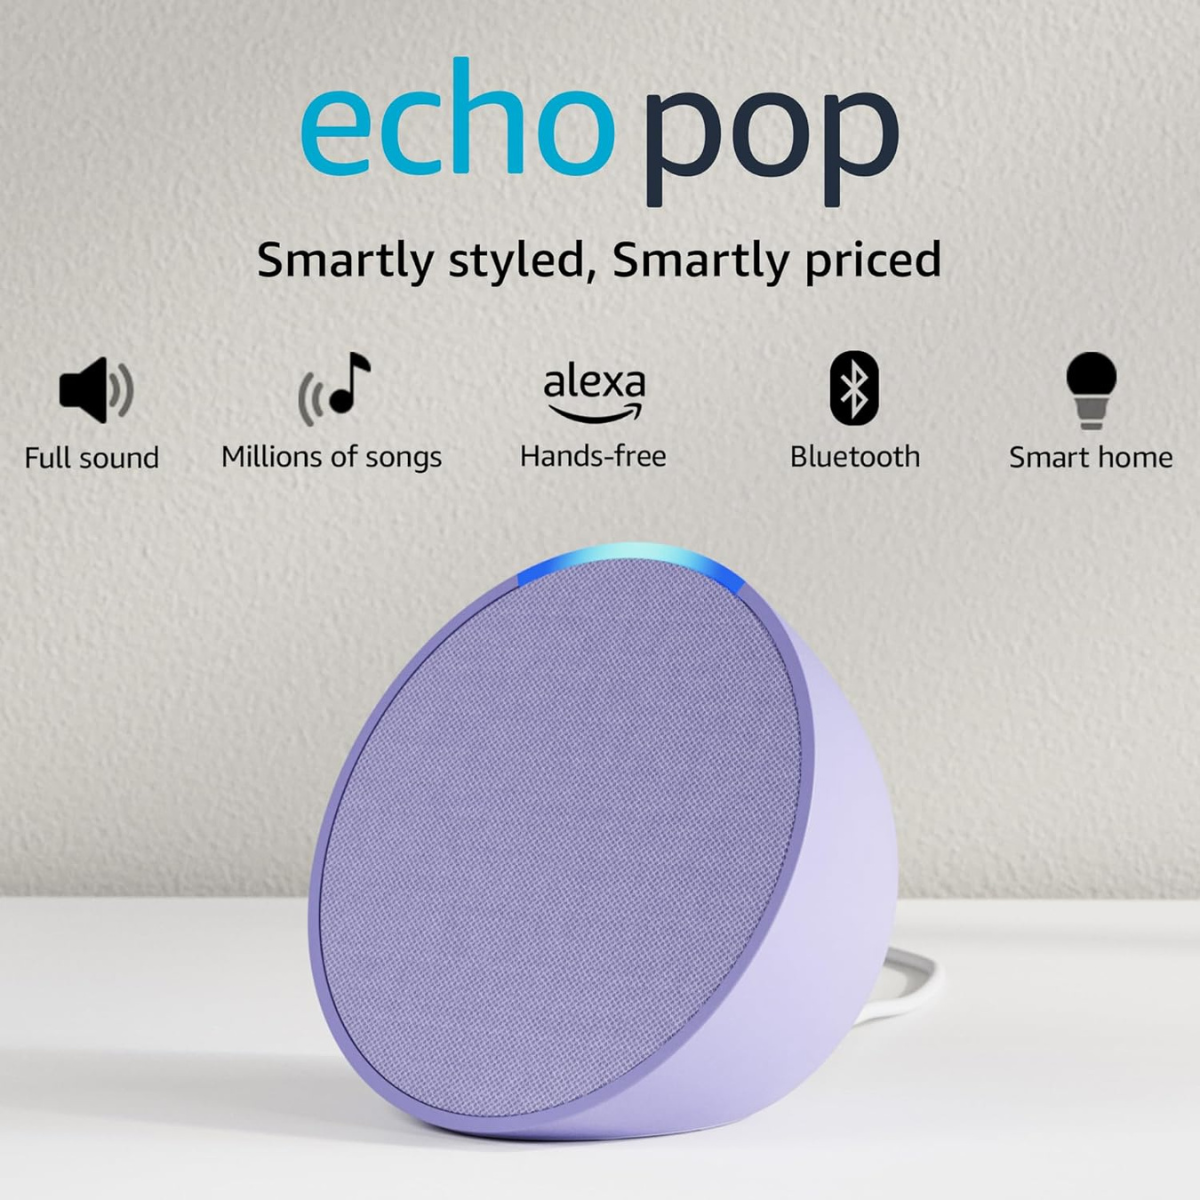 echo pop
Smartly styled, Smartly priced
alexa
Full sound
Millions of songs
Hands-free
Bluetooth
Smart home